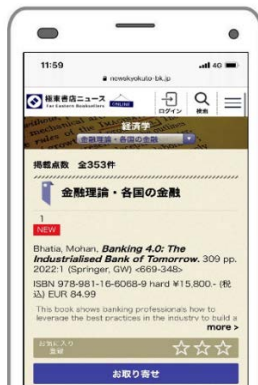 11:59
4G
newskyokuto-bk.jp
極東書店ニュース ONLINE
Far Eastern Booksellers
ログイン
検索
経済学
金融理論・各国の金融
掲載点数 全353件
金融理論・各国の金融
1
NEW
Bhatia, Mohan, Banking 4.0: The
Industrialised Bank of Tomorrow. 309 pp.
2022:1 (Springer, GW) <669-348>
ISBN 978-981-16-6068-9 hard ¥15,800.- (税
込) EUR 84.99
This book shows banking professionals how to
leverage the best practices in the industry to build a
more >
お気に入り
登録
☆☆☆
お取り寄せ